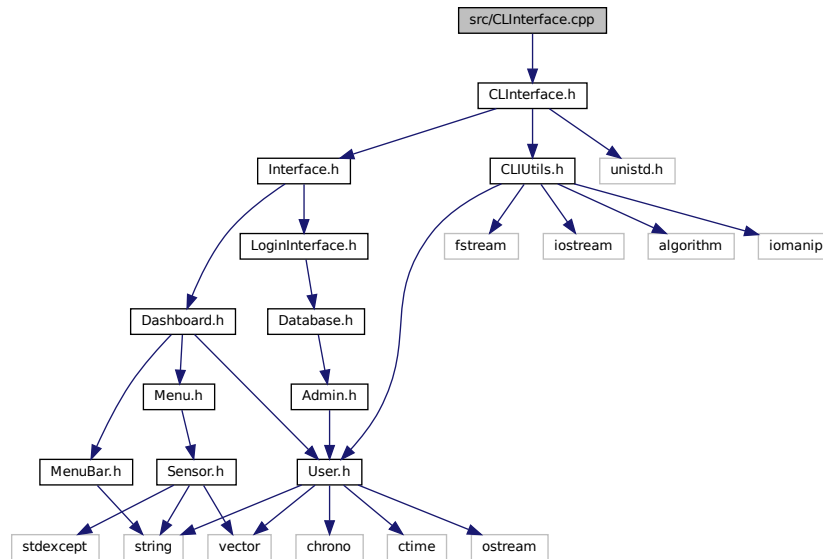 src/CLInterface.cpp
CLInterface.h
Interface.h
CLIUtils.h
unistd.h
LoginInterface.h
fstream
iostream
algorithm
iomanip
Dashboard.h
Database.h
Menu.h
Admin.h
MenuBar.h
Sensor.h
User.h
stdexcept
string
vector
chrono
ctime
ostream